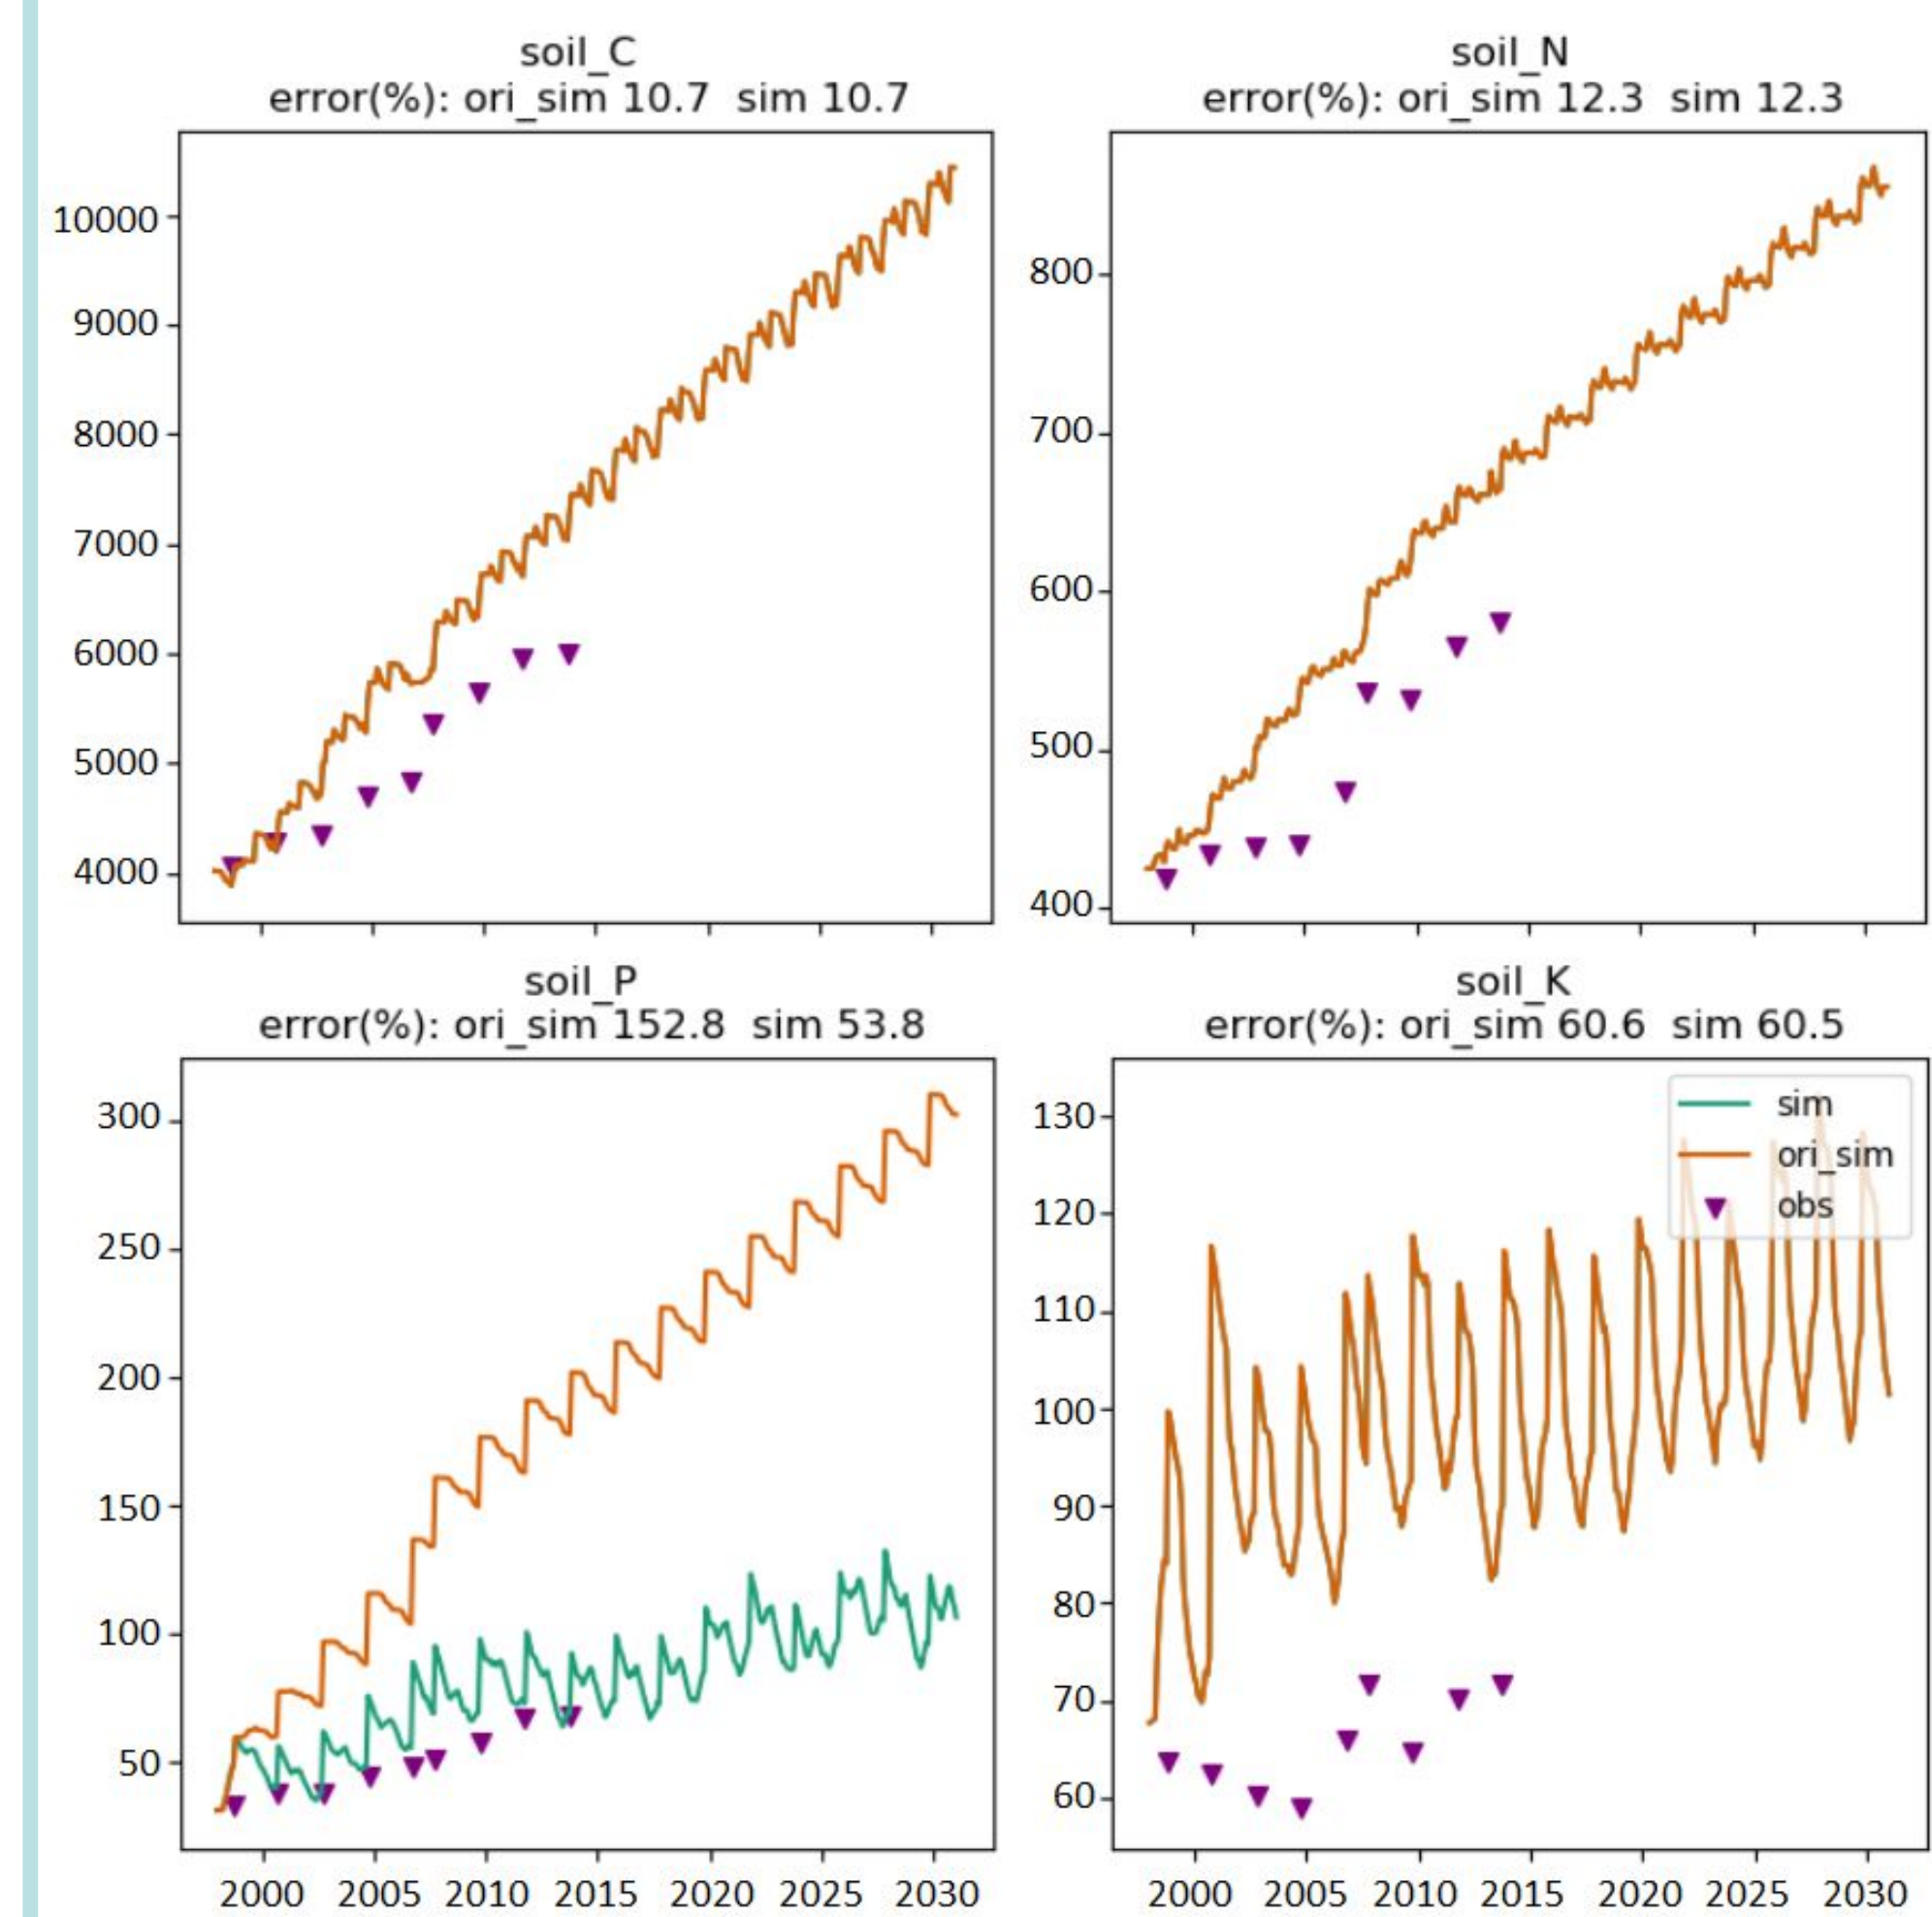 soil_C
error(%): ori_sim 10.7 sim 10.7
10000
9000
8000
7000
6000
5000
4000
soil_N
error(%): ori_sim 12.3 sim 12.3
800
700
600
500
400
soil_P
error(%): ori_sim 152.8 sim 53.8
300
250
200
150
100
50
2000 2005 2010 2015 2020 2025 2030
soil_K
error(%): ori_sim 60.6 sim 60.5
130
120
110
100
90
80
70
60
sim
ori_sim
obs
2000 2005 2010 2015 2020 2025 2030